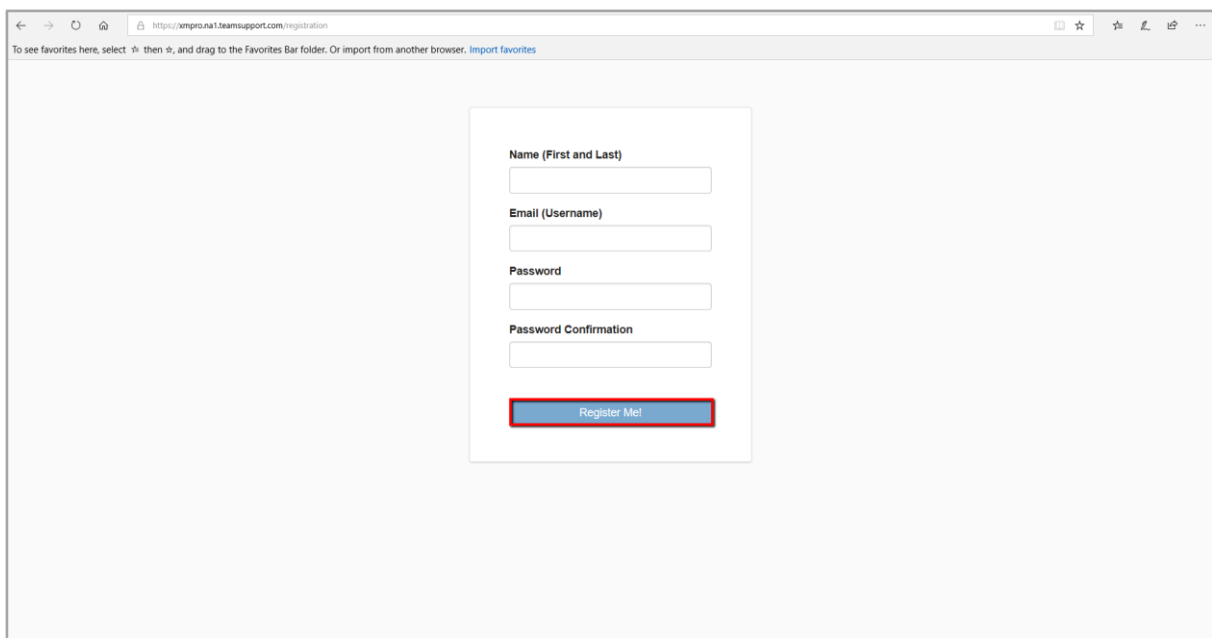 https://xmpro.na1.teamsupport.com/registration
To see favorites here, select ☆ then ☆, and drag to the Favorites Bar folder. Or import from another browser. Import favorites
Name (First and Last)
Email (Username)
Password
Password Confirmation
Register Me!